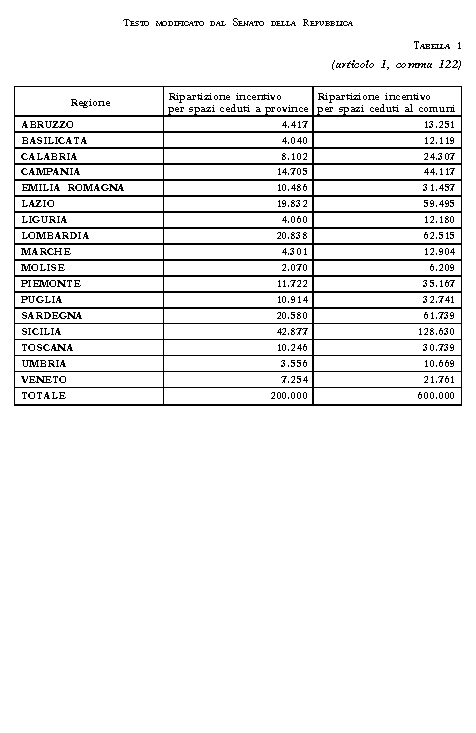 TESTO MODIFICATO DAL SENATO DELLA REPUBBLICA
TABELLA 1
(articolo 1, comma 122)
Regione | Ripartizione incentivo per spazi ceduti a province | Ripartizione incentivo per spazi ceduti al comuni
ABRUZZO 4.417 13.251
BASILICATA 4.040 12.119
CALABRIA 8.102 24.307
CAMPANIA 14.705 44.117
EMILIA ROMAGNA 10.486 31.457
LAZIO 19.832 59.495
LIGURIA 4.060 12.180
LOMBARDIA 20.838 62.515
MARCHE 4.301 12.904
MOLISE 2.070 6.209
PIEMONTE 11.722 35.167
PUGLIA 10.914 32.741
SARDEGNA 20.580 61.739
SICILIA 42.877 128.630
TOSCANA 10.246 30.739
UMBRIA 3.556 10.669
VENETO 7.254 21.761
TOTALE 200.000 600.000